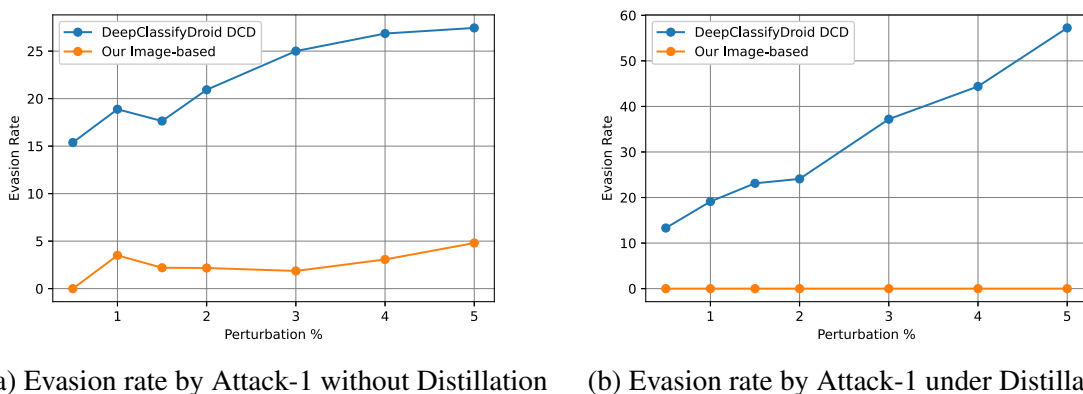 DeepClassifyDroid DCD
Our Image-based
25
20
15
10
5
0
Evasion Rate
1 2 3 4 5
Perturbation %
DeepClassifyDroid DCD
Our Image-based
60
50
40
30
20
10
0
Evasion Rate
1 2 3 4 5
Perturbation %
) Evasion rate by Attack-1 without Distillation
(b) Evasion rate by Attack-1 under Distilla